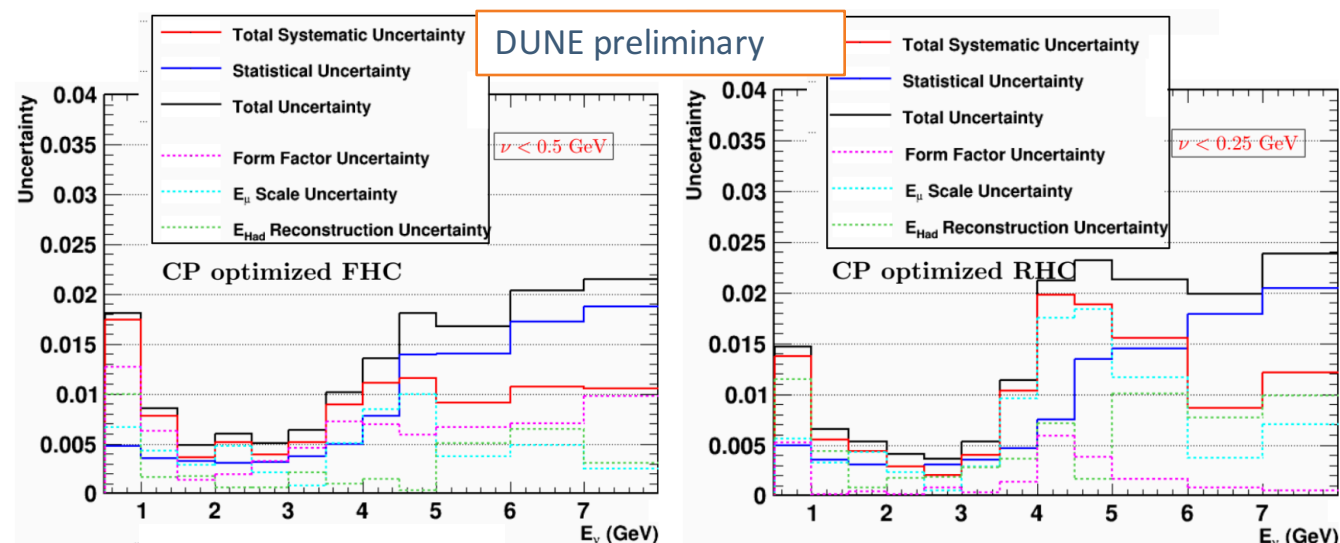 DUNE preliminary
Total Systematic Uncertainty
Statistical Uncertainty
Total Uncertainty
Form Factor Uncertainty
Eμ Scale Uncertainty
EHad Reconstruction Uncertainty
ν < 0.5 GeV
CP optimized FHC
Uncertainty
0.04
0.035
0.03
0.025
0.02
0.015
0.01
0.005
0
1 2 3 4 5 6 7
Eν (GeV)
Total Systematic Uncertainty
Statistical Uncertainty
Total Uncertainty
Form Factor Uncertainty
Eμ Scale Uncertainty
EHad Reconstruction Uncertainty
ν < 0.25 GeV
CP optimized RHC
Uncertainty
0.04
0.035
0.03
0.025
0.02
0.015
0.01
0.005
0
1 2 3 4 5 6 7
Eν (GeV)